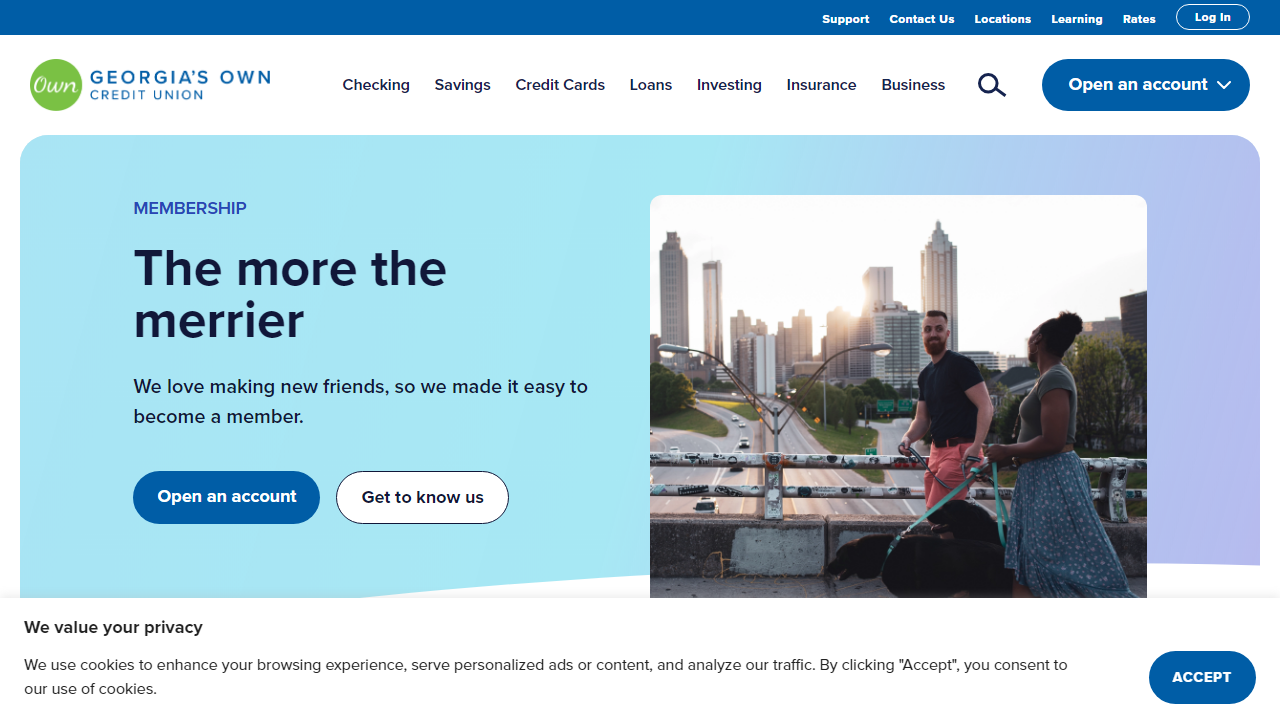 Support Contact Us Locations Learning Rates Log In
Own GEORGIA'S OWN
CREDIT UNION
Checking Savings Credit Cards Loans Investing Insurance Business Open an account
MEMBERSHIP
The more the
merrier
We love making new friends, so we made it easy to
become a member.
Open an account Get to know us
We value your privacy
We use cookies to enhance your browsing experience, serve personalized ads or content, and analyze our traffic. By clicking "Accept", you consent to
our use of cookies.
ACCEPT